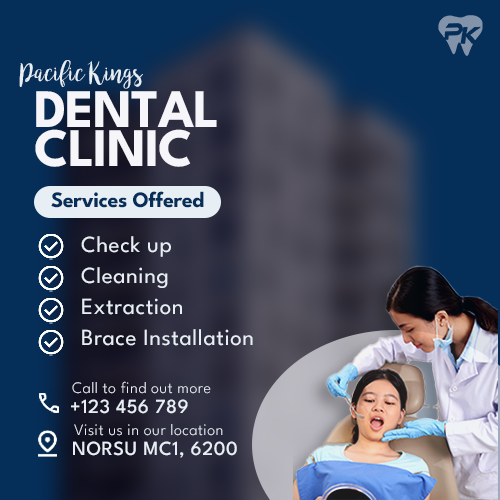 PK
Pacific Kings
DENTAL
CLINIC
Services Offered
Check up
Cleaning
Extraction
Brace Installation
Call to find out more
+123 456 789
Visit us in our location
NORSU MC1, 6200